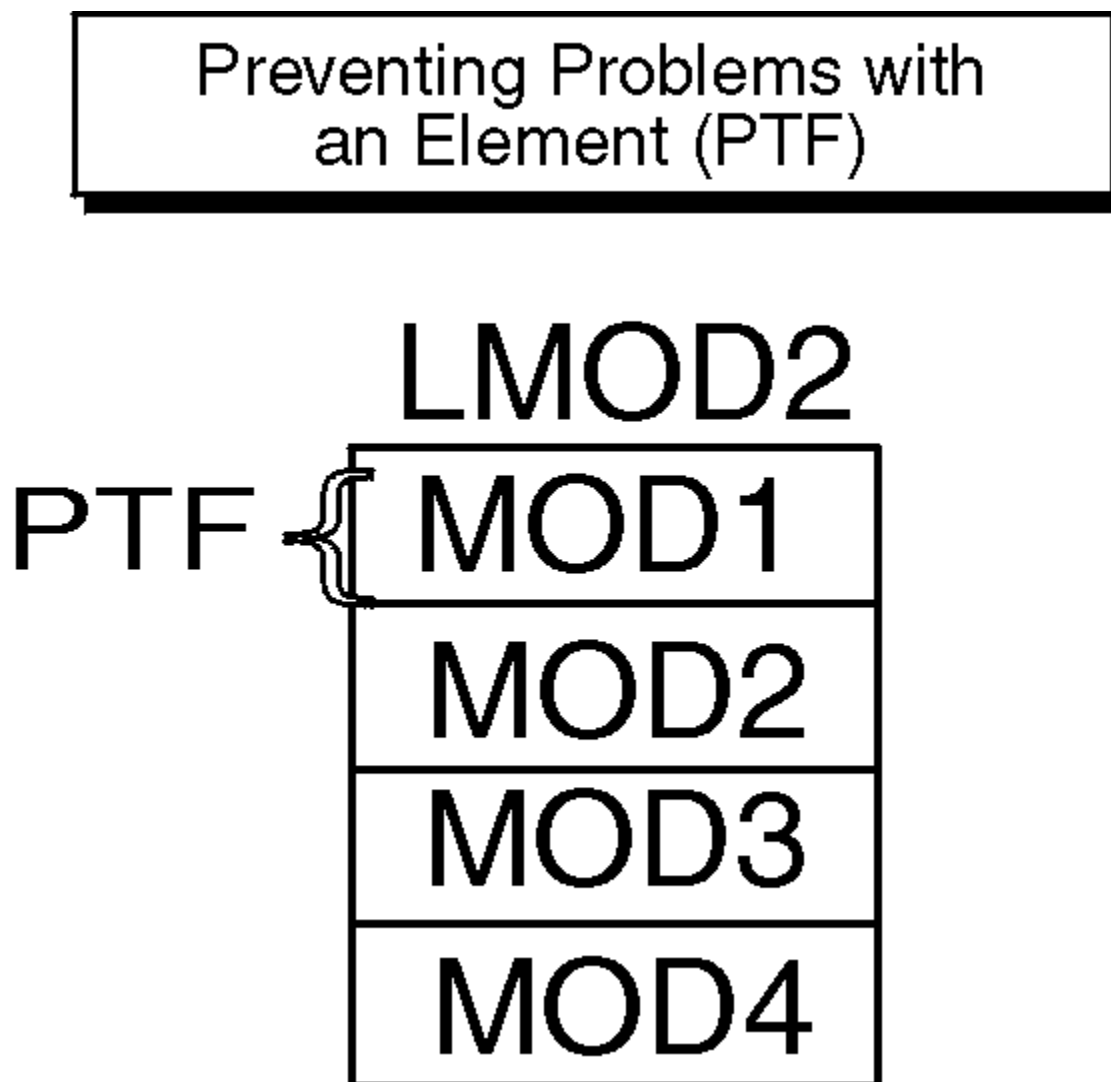 Preventing Problems with
an Element (PTF)
LMOD2
PTF
MOD1
MOD2
MOD3
MOD4